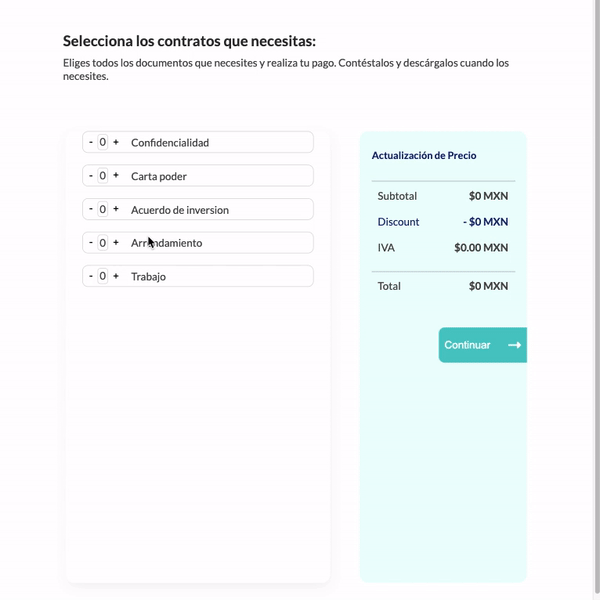 Selecciona los contratos que necesitas:
Eliges todos los documentos que necesites y realiza tu pago. Contéstalos y descárgalos cuando los
necesites.
- 0 + Confidencialidad
- 0 + Carta poder
- 0 + Acuerdo de inversion
- 0 + Arrendamiento
- 0 + Trabajo
Actualización de Precio
Subtotal $0 MXN
Discount - $0 MXN
IVA $0.00 MXN
Total $0 MXN
Continuar →